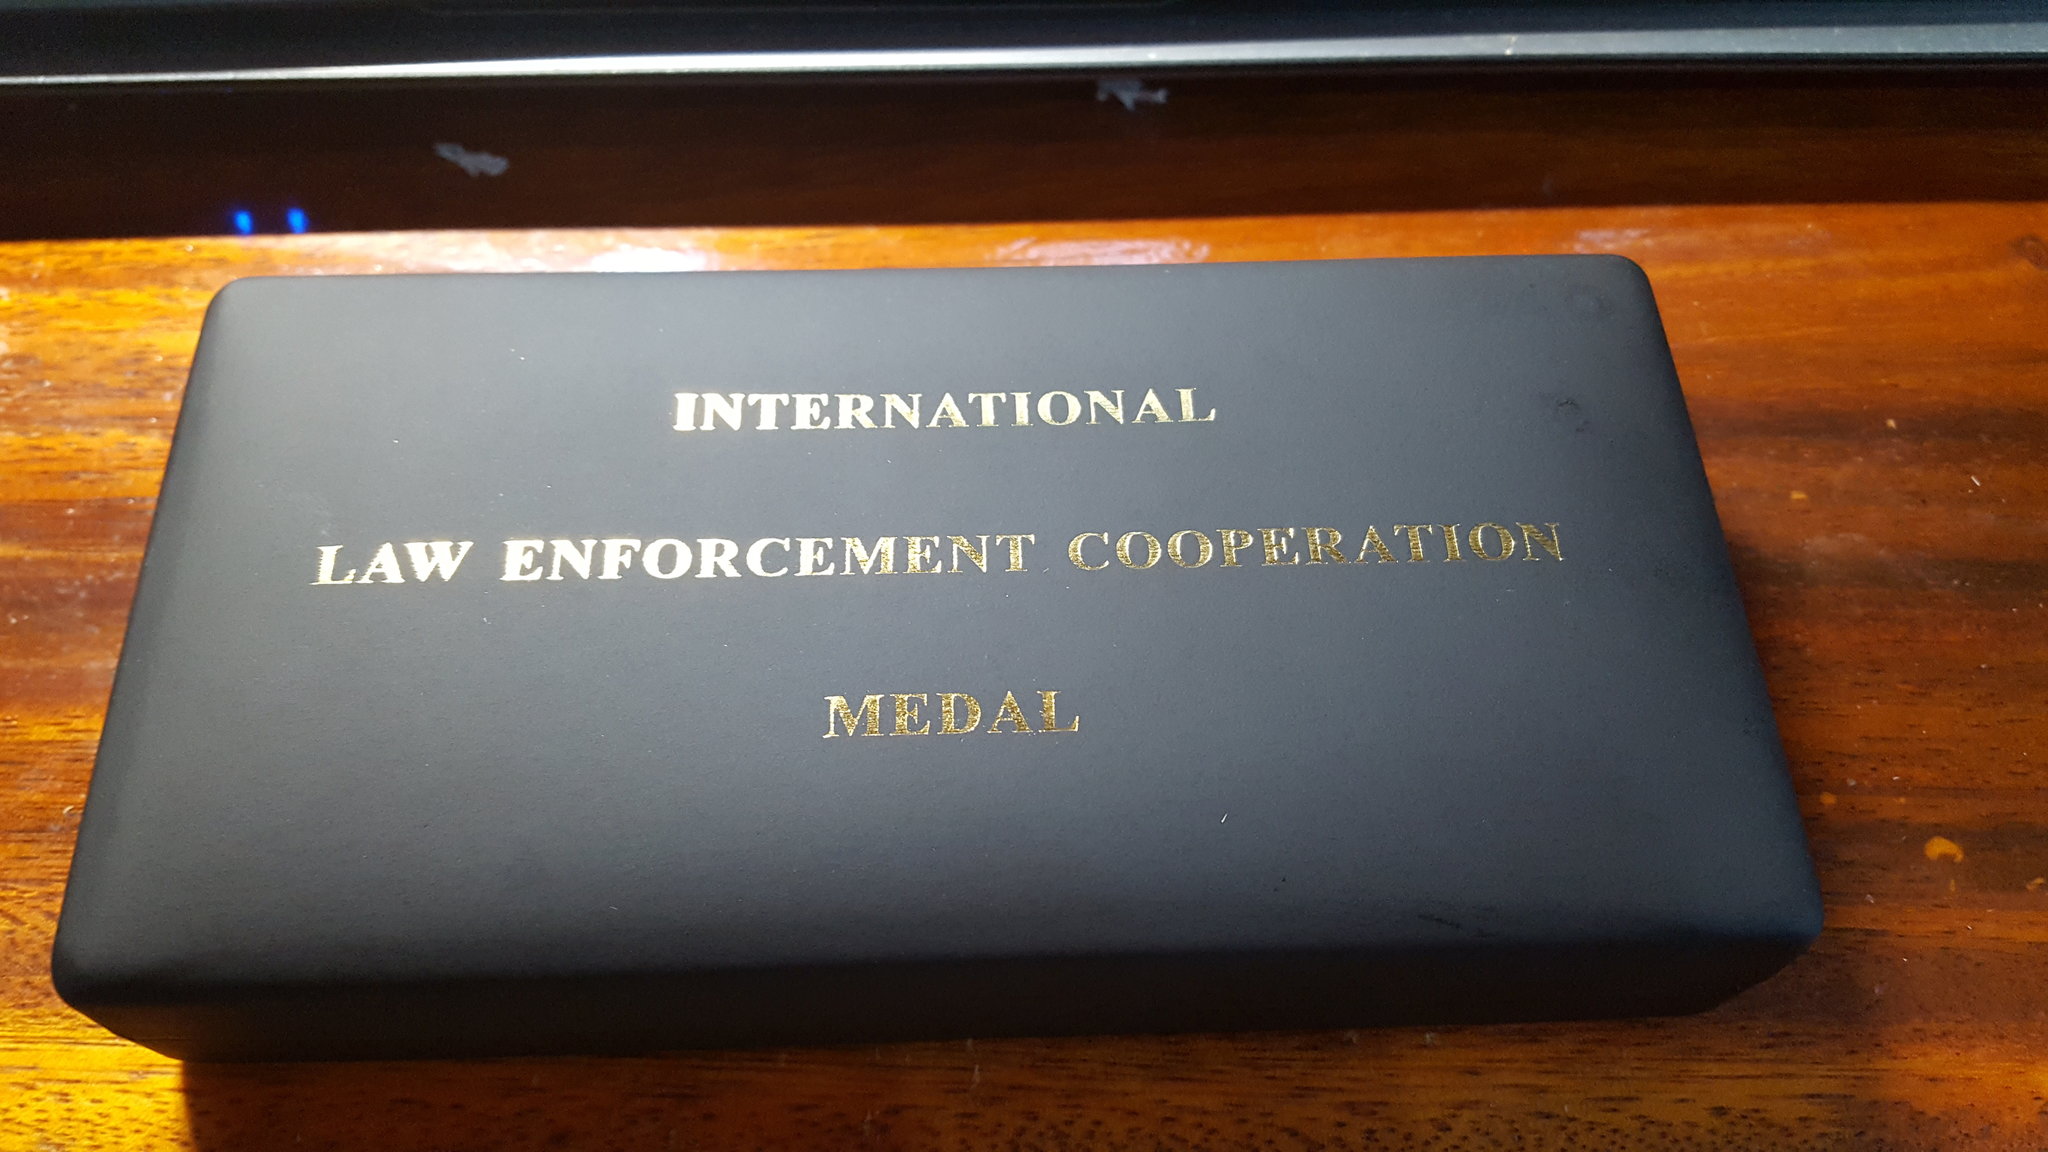 INTERNATIONAL
LAW ENFORCEMENT COOPERATION
MEDAL